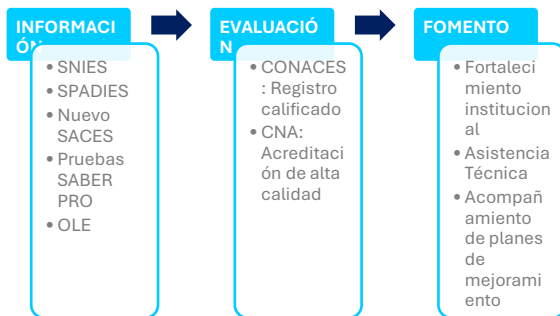 INFORMACI
ÓN
• SNIES
• SPADIES
• Nuevo
SACES
• Pruebas
SABER
PRO
• OLE
EVALUACIÓ
N
• CONACES
: Registro
calificado
• CNA:
Acreditaci
ón de alta
calidad
FOMENTO
• Fortaleci
miento
institucion
al
• Asistencia
Técnica
• Acompañ
amiento
de planes
de
mejorami
ento